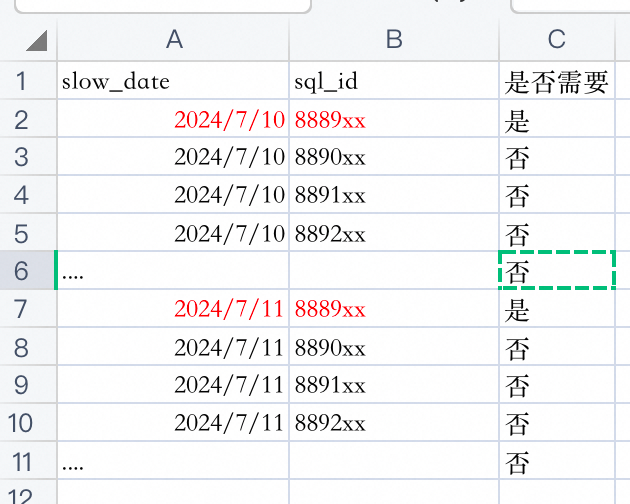 A B C
1 slow_date sql_id 是否需要
2 2024/7/10 8889xx 是
3 2024/7/10 8890xx 否
4 2024/7/10 8891xx 否
5 2024/7/10 8892xx 否
6 .... 否
7 2024/7/11 8889xx 是
8 2024/7/11 8890xx 否
9 2024/7/11 8891xx 否
10 2024/7/11 8892xx 否
11 .... 否
12